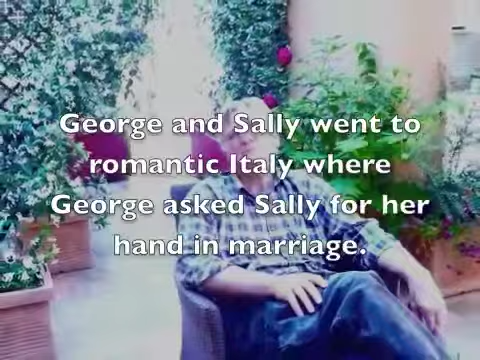 George and Sally went to
romantic Italy where
George asked Sally for her
hand in marriage.